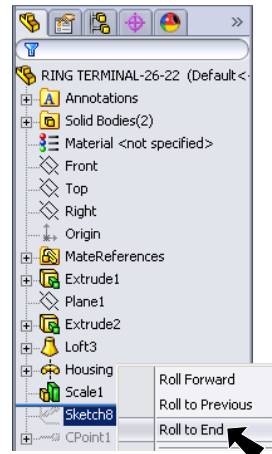 »
RING TERMINAL-26-22 (Default<-
A Annotations
Solid Bodies(2)
Material <not specified>
Front
Top
Right
Origin
MateReferences
Extrude1
Plane1
Extrude2
Loft3
Housing
Scale1
Sketch8
CPoint1
Roll Forward
Roll to Previous
Roll to End